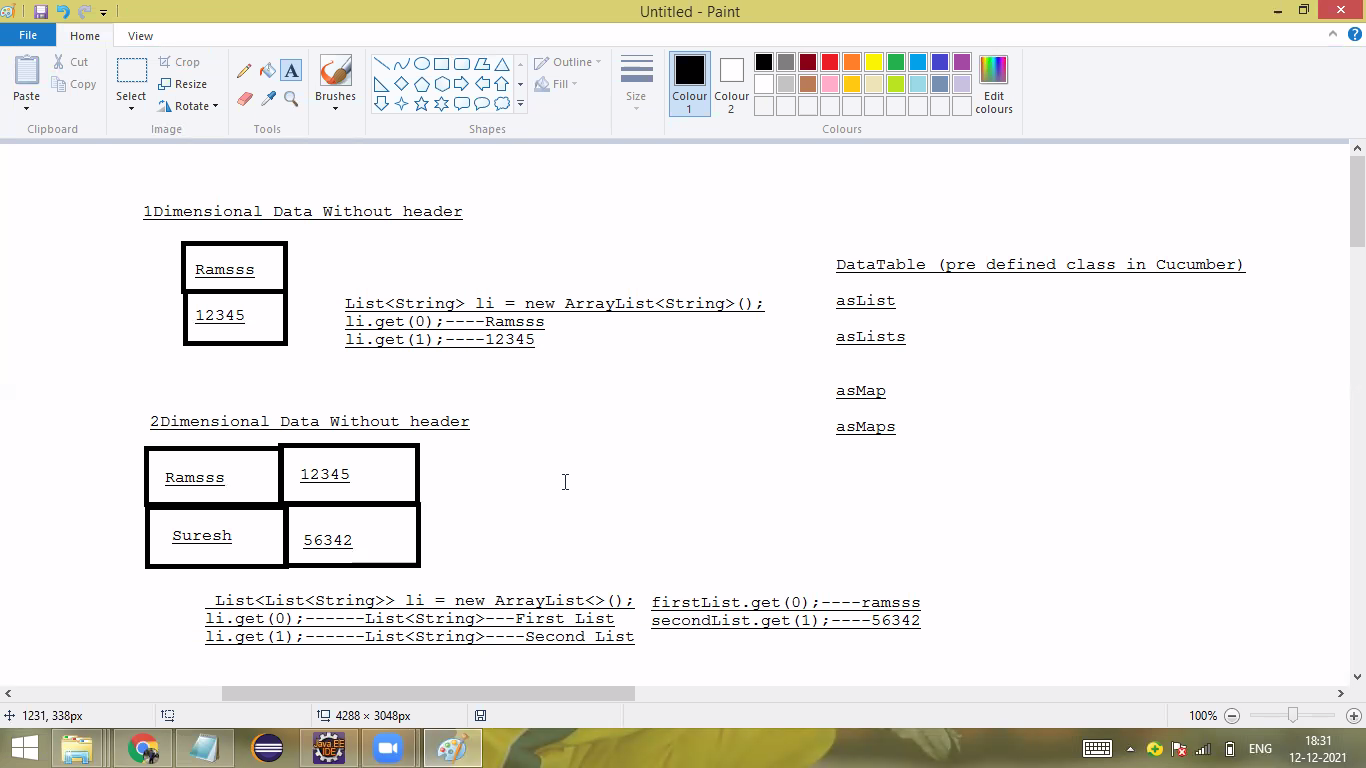 Untitled - Paint
File
Home
View
Paste
Cut
Copy
Clipboard
Select
Crop
Resize
Rotate
Image
A
Tools
Brushes
Outline
Fill
Shapes
Size
Colour 1
Colour 2
Edit colours
Colours
1Dimensional Data Without header
Ramsss
12345
List<String> li = new ArrayList<String>();
li.get(0);----Ramsss
li.get(1);----12345
DataTable (pre defined class in Cucumber)
asList
asLists
asMap
asMaps
2Dimensional Data Without header
Ramsss
12345
Suresh
56342
List<List<String>> li = new ArrayList<>();
li.get(0);------List<String>---First List
li.get(1);------List<String>----Second List
firstList.get(0);----ramsss
secondList.get(1);----56342
1231, 338px
4288 × 3048px
100%
Java EE
IDE
ENG
18:31
12-12-2021